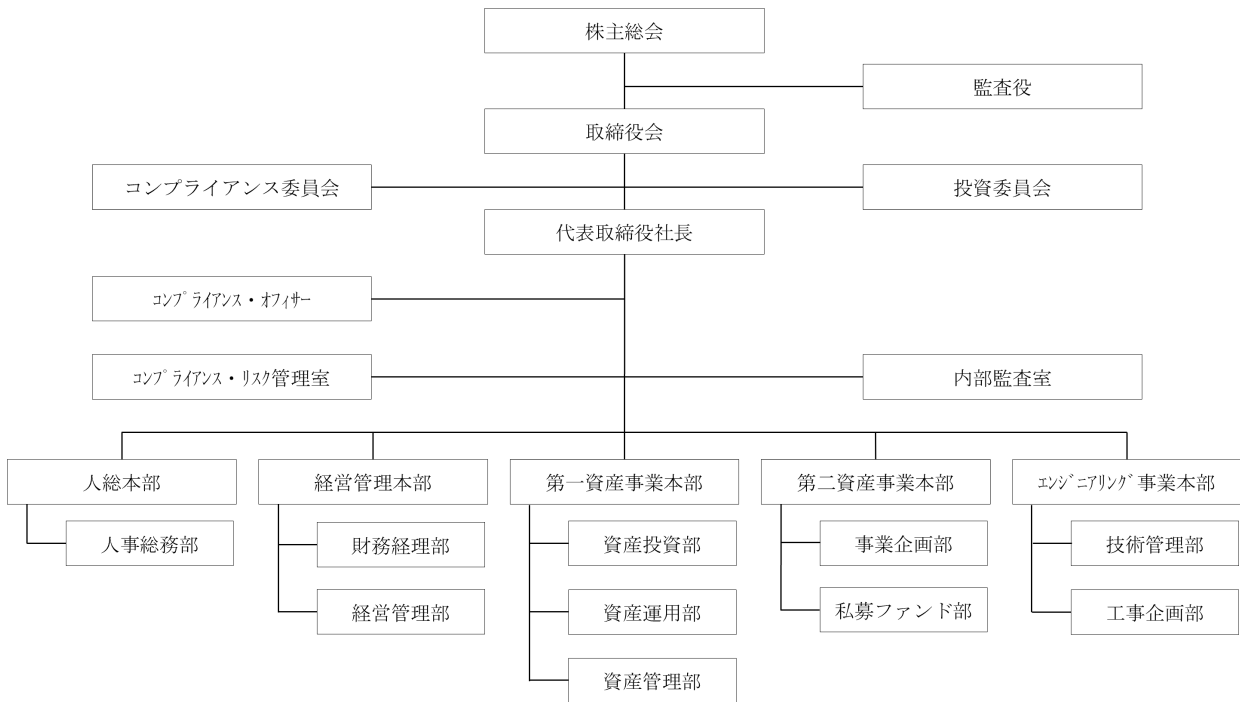 株主総会
監査役
取締役会
コンプライアンス委員会
投資委員会
代表取締役社長
ｺﾝﾌﾟﾗｲｱﾝｽ・ｵﾌｨｻｰ
ｺﾝﾌﾟﾗｲｱﾝｽ・ﾘｽｸ管理室
内部監査室
人総本部
経営管理本部
第一資産事業本部
第二資産事業本部
ｴﾝｼﾞﾆｱﾘﾝｸﾞ事業本部
人事総務部
財務経理部
資産投資部
事業企画部
技術管理部
経営管理部
資産運用部
私募ファンド部
工事企画部
資産管理部